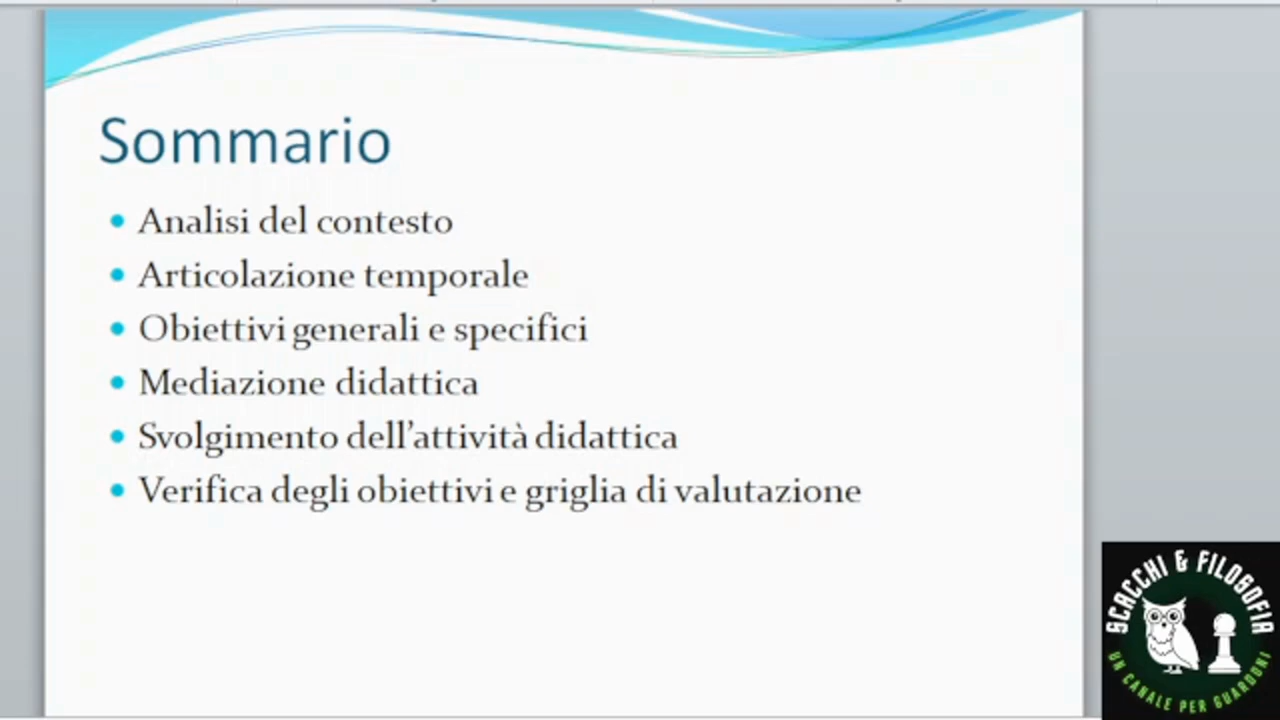 Sommario
Analisi del contesto
Articolazione temporale
Obiettivi generali e specifici
Mediazione didattica
Svolgimento dell’attività didattica
Verifica degli obiettivi e griglia di valutazione
SCACCHI & FILOSOFIA
UN CANALE PER GUARDONI